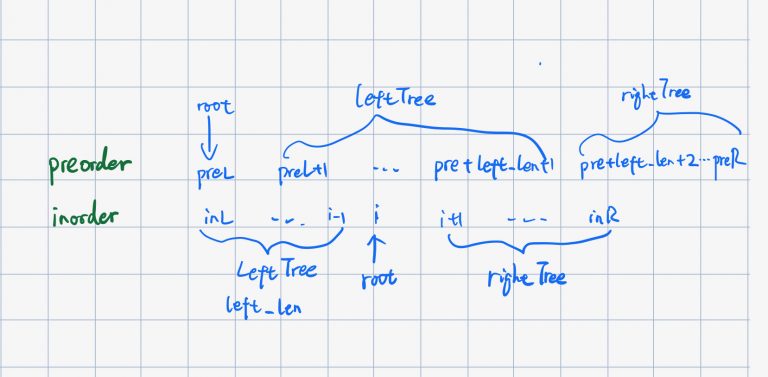 root
leftTree
rightTree
preorder preL preL+1 ... pre+left_len+1 pre+left_len+2...preR
inorder inL ... i-1 i i+1 ... inR
LeftTree root rightTree
left_len